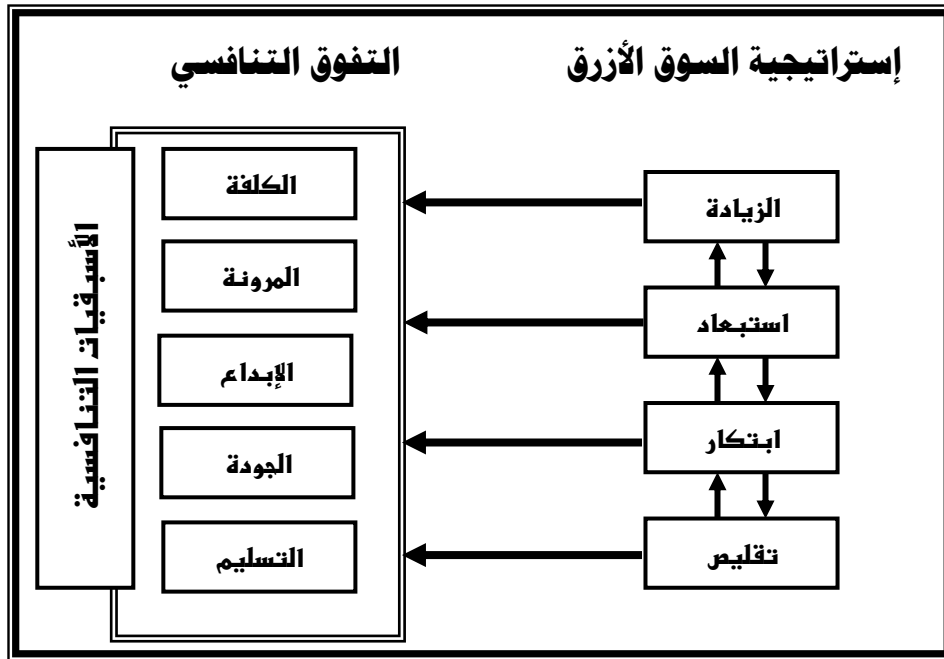 إستراتيجية السوق الأزرق
التفوق التنافسي
الزيادة
استبعاد
ابتكار
تقليص
الكلفة
المرونة
الإبداع
الجودة
التسليم
الأسبقيات التنافسية